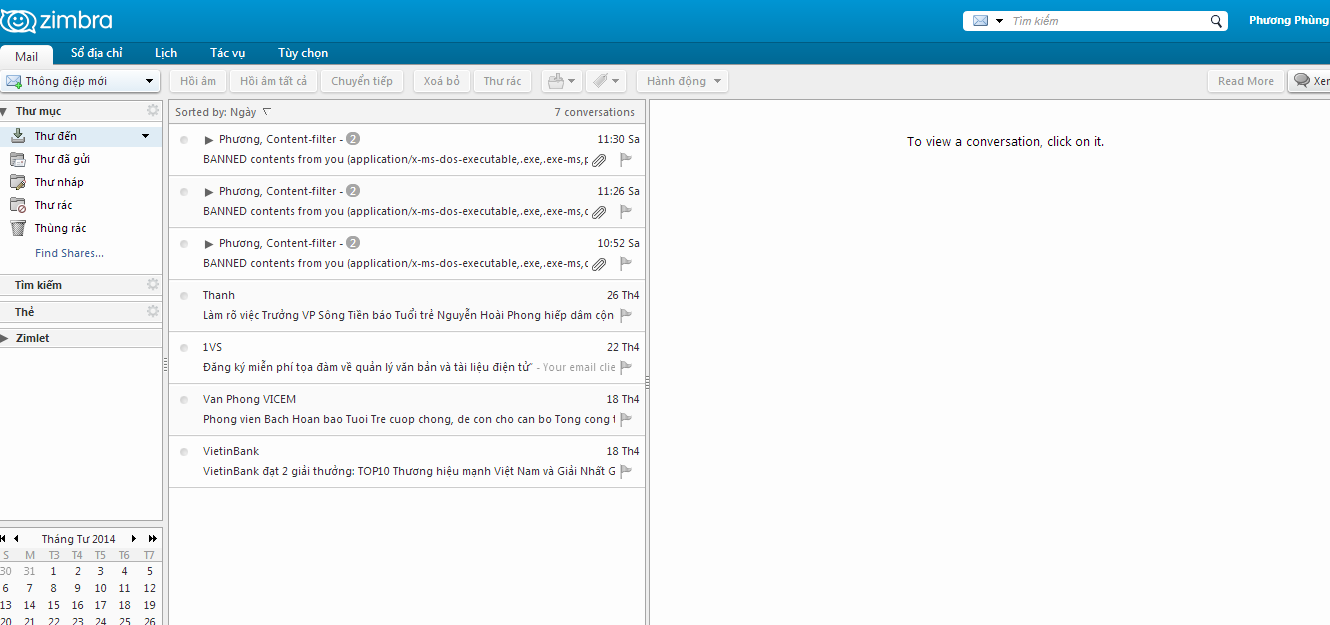 zimbra
Tìm kiếm
Phương Phùng
Mail
Sổ địa chỉ
Lịch
Tác vụ
Tùy chọn
Thông điệp mới
Hồi âm
Hồi âm tất cả
Chuyển tiếp
Xoá bỏ
Thư rác
Hành động
Read More
Xer
Thư mục
Thư đến
Thư đã gửi
Thư nháp
Thư rác
Thùng rác
Find Shares...
Tìm kiếm
Thẻ
Zimlet
Sorted by: Ngày
7 conversations
Phương, Content-filter - 2
11:30 Sa
BANNED contents from you (application/x-ms-dos-executable,.exe,.exe-ms,p
Phương, Content-filter - 2
11:26 Sa
BANNED contents from you (application/x-ms-dos-executable,.exe,.exe-ms,c
Phương, Content-filter - 2
10:52 Sa
BANNED contents from you (application/x-ms-dos-executable,.exe,.exe-ms,c
Thanh
26 Th4
Làm rõ việc Trưởng VP Sông Tiền báo Tuổi trẻ Nguyễn Hoài Phong hiếp dâm cộn
1VS
22 Th4
Đăng ký miễn phí tọa đàm về quản lý văn bản và tài liệu điện tử - Your email clie
Van Phong VICEM
18 Th4
Phong vien Bach Hoan bao Tuoi Tre cuop chong, de con cho can bo Tong cong t
VietinBank
18 Th4
VietinBank đạt 2 giải thưởng: TOP10 Thương hiệu mạnh Việt Nam và Giải Nhất G
To view a conversation, click on it.
Tháng Tư 2014
S M T3 T4 T5 T6 T7
30 31 1 2 3 4 5
6 7 8 9 10 11 12
13 14 15 16 17 18 19
20 21 22 23 24 25 26